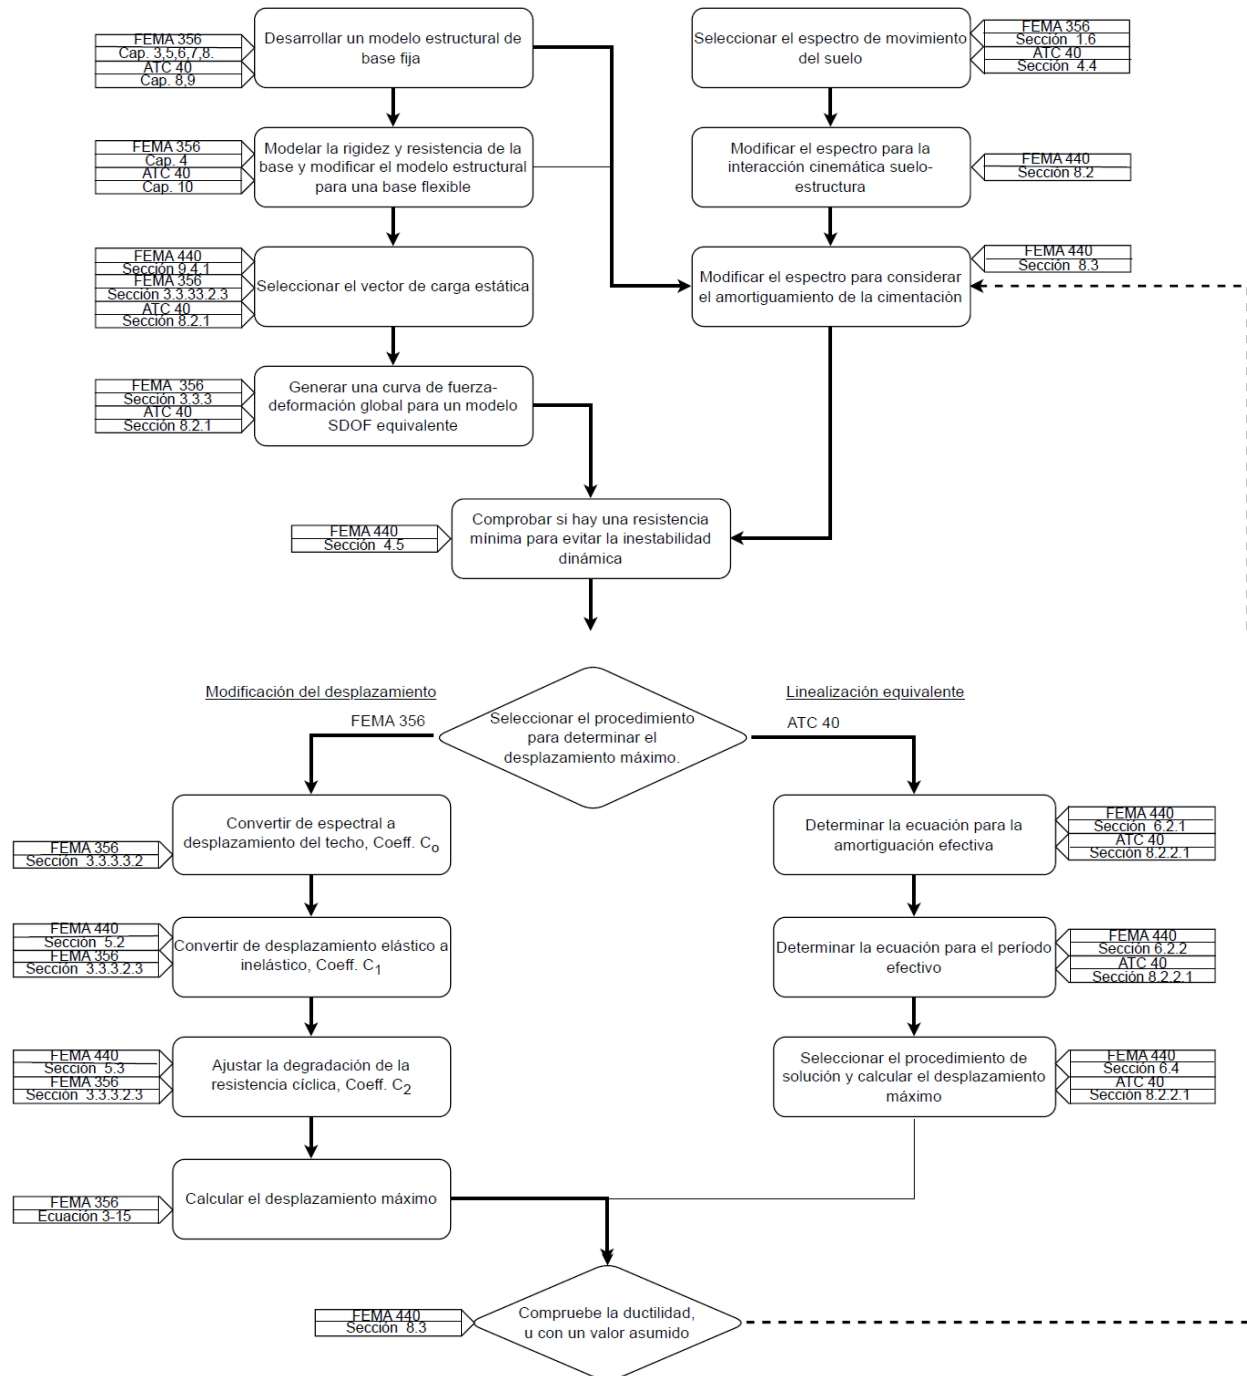 FEMA 356
Cap. 3,5,6,7,8.
ATC 40
Cap. 8,9
Desarrollar un modelo estructural de
base fija
Seleccionar el espectro de movimiento
del suelo
FEMA 356
Sección 1.6
ATC 40
Sección 4.4
FEMA 356
Cap. 4
ATC 40
Cap. 10
Modelar la rigidez y resistencia de la
base y modificar el modelo estructural
para una base flexible
Modificar el espectro para la
interacción cinemática suelo-
estructura
FEMA 440
Sección 8.2
FEMA 440
Sección 9.4.1
FEMA 356
Sección 3.3.33.2.3
ATC 40
Sección 8.2.1
Seleccionar el vector de carga estática
Modificar el espectro para considerar
el amortiguamiento de la cimentaciòn
FEMA 440
Sección 8.3
FEMA 356
Sección 3.3.3
ATC 40
Sección 8.2.1
Generar una curva de fuerza-
deformación global para un modelo
SDOF equivalente
FEMA 440
Sección 4.5
Comprobar si hay una resistencia
mínima para evitar la inestabilidad
dinámica
Modificación del desplazamiento
FEMA 356
Seleccionar el procedimiento
para determinar el
desplazamiento máximo.
Linealización equivalente
ATC 40
FEMA 356
Sección 3.3.3.3.2
Convertir de espectral a
desplazamiento del techo, Coeff. Co
Determinar la ecuación para la
amortiguación efectiva
FEMA 440
Sección 6.2.1
ATC 40
Sección 8.2.2.1
FEMA 440
Sección 5.2
FEMA 356
Sección 3.3.3.2.3
Convertir de desplazamiento elástico a
inelástico, Coeff. C1
Determinar la ecuación para el período
efectivo
FEMA 440
Sección 6.2.2
ATC 40
Sección 8.2.2.1
FEMA 440
Sección 5.3
FEMA 356
Sección 3.3.3.2.3
Ajustar la degradación de la
resistencia cíclica, Coeff. C2
Seleccionar el procedimiento de
solución y calcular el desplazamiento
máximo
FEMA 440
Sección 6.4
ATC 40
Sección 8.2.2.1
FEMA 356
Ecuación 3-15
Calcular el desplazamiento máximo
FEMA 440
Sección 8.3
Compruebe la ductilidad,
u con un valor asumido